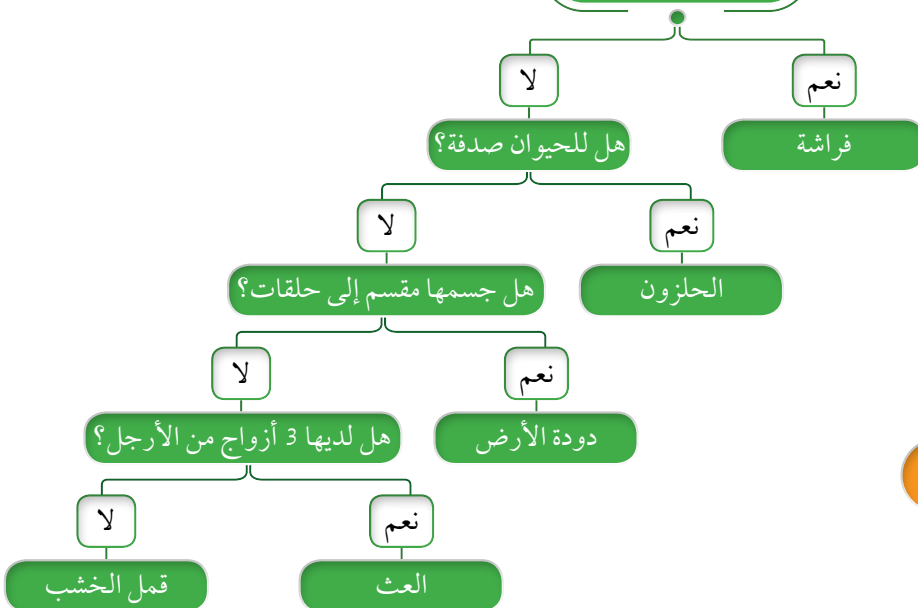 نعم
لا
فراشة
هل للحيوان صدفة؟
نعم
لا
الحلزون
هل جسمها مقسم إلى حلقات؟
نعم
لا
دودة الأرض
هل لديها 3 أزواج من الأرجل؟
نعم
لا
العث
قمل الخشب